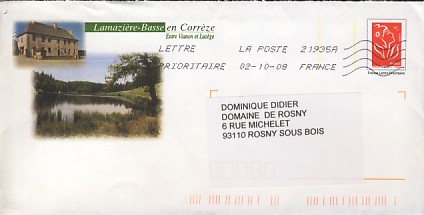 Lamazière-Basse en Corrèze
Entre Vianon et Luzège
LETTRE LA POSTE 21935A
PRIORITAIRE 02-10-08 FRANCE
DOMINIQUE DIDIER
DOMAINE DE ROSNY
6 RUE MICHELET
93110 ROSNY SOUS BOIS